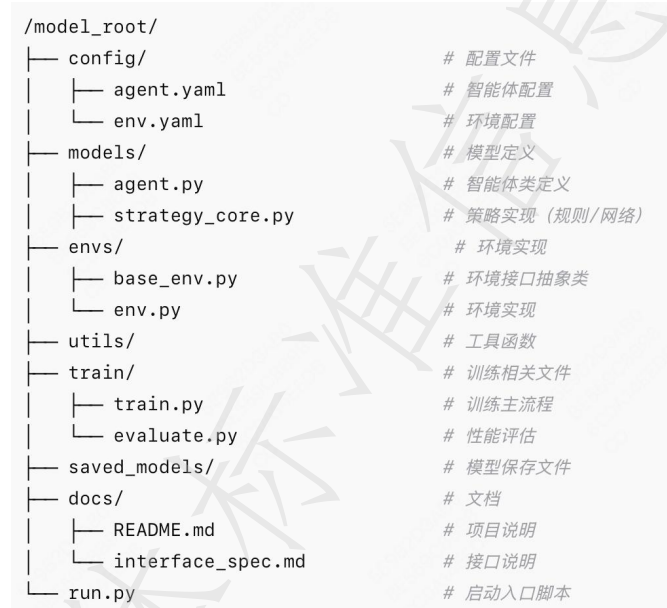 /model_root/
├── config/ # 配置文件
│ ├── agent.yaml # 智能体配置
│ └── env.yaml # 环境配置
├── models/ # 模型定义
│ ├── agent.py # 智能体类定义
│ ├── strategy_core.py # 策略实现（规则/网络）
├── envs/ # 环境实现
│ ├── base_env.py # 环境接口抽象类
│ └── env.py # 环境实现
├── utils/ # 工具函数
├── train/ # 训练相关文件
│ ├── train.py # 训练主流程
│ └── evaluate.py # 性能评估
├── saved_models/ # 模型保存文件
├── docs/ # 文档
│ ├── README.md # 项目说明
│ └── interface_spec.md # 接口说明
└── run.py # 启动入口脚本
体标准信息